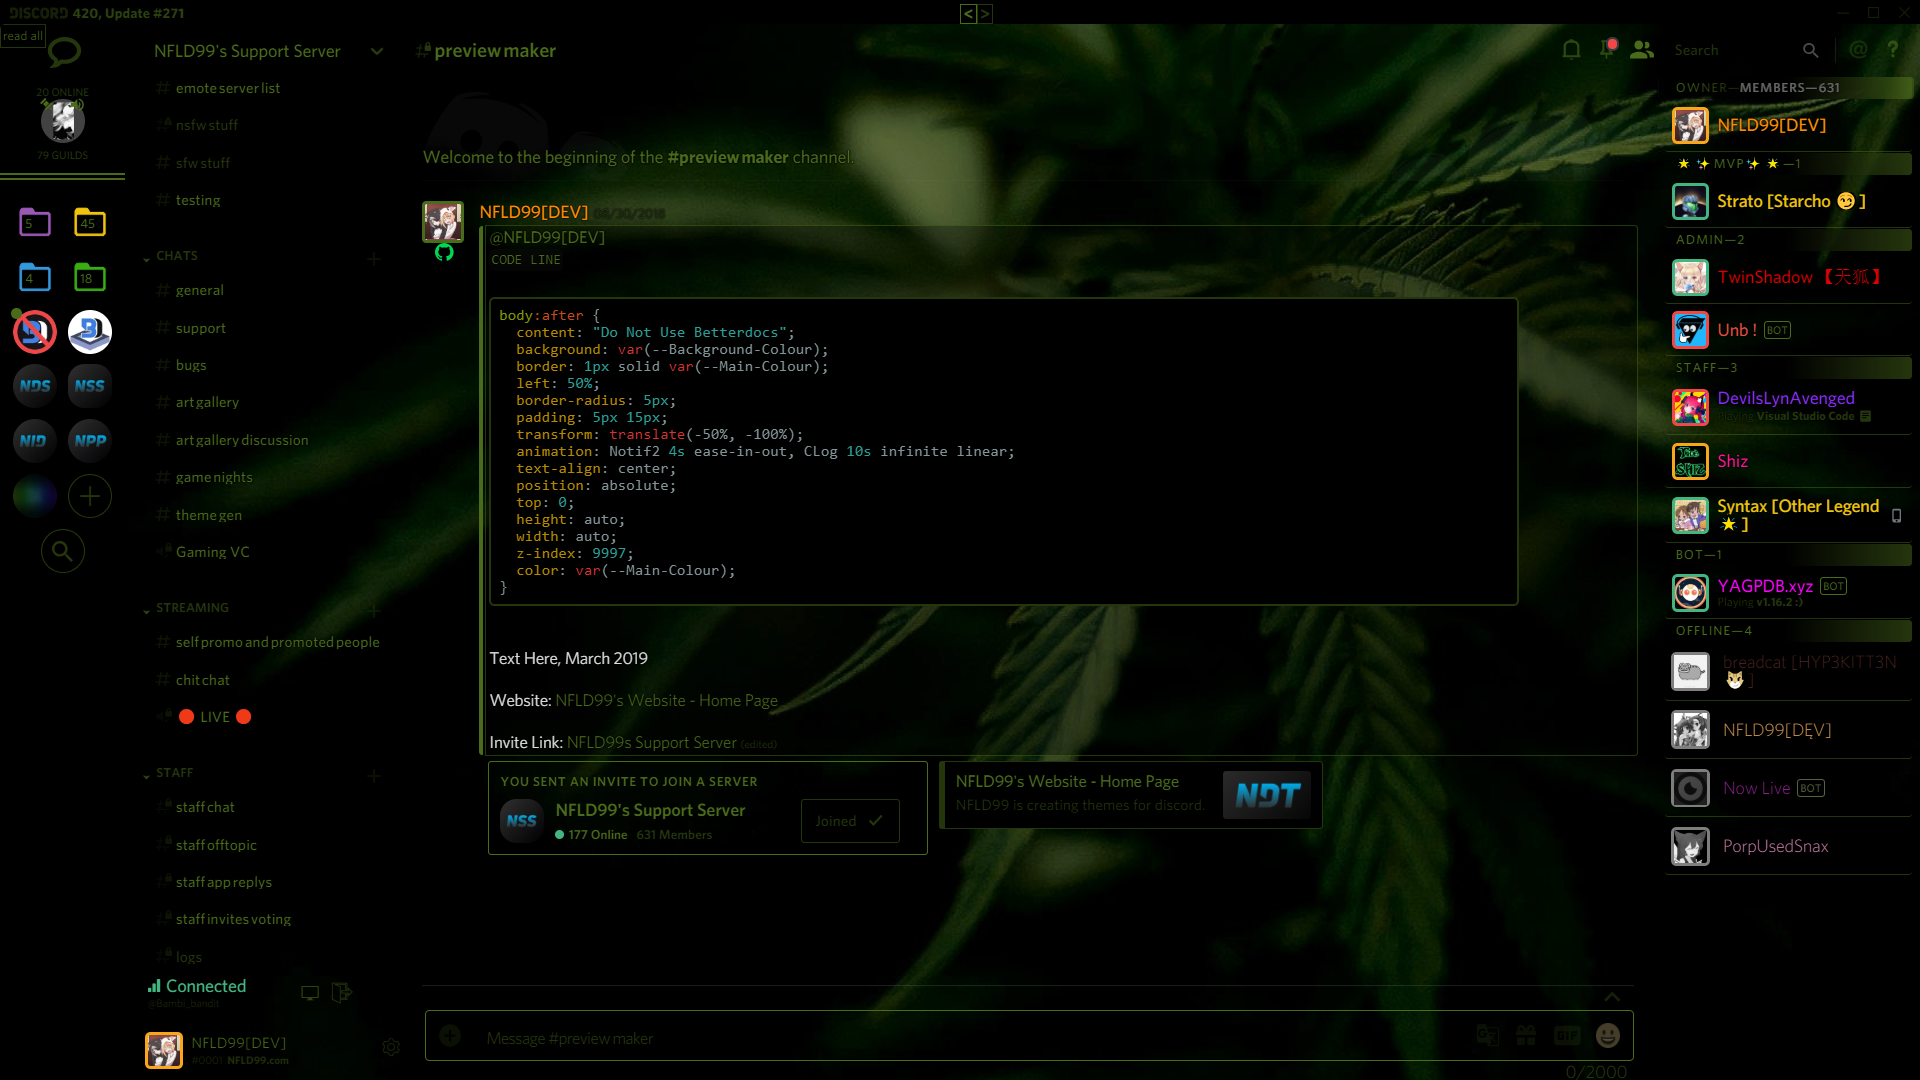 DISCORD 420, Update #271
<>
read all
20 ONLINE
79 GUILDS
5
45
4
18
NDS
NSS
NID
NPP
NFLD99's Support Server
emote server list
nsfw stuff
sfw stuff
testing
CHATS
general
support
bugs
art gallery
art gallery discussion
game nights
theme gen
Gaming VC
STREAMING
self promo and promoted people
chit chat
🔴 LIVE 🔴
STAFF
staff chat
staff offtopic
staff app replys
staff invites voting
logs
Connected
@Bambi_bandit
NFLD99[DEV]
#0001 NFLD99.com
# preview maker
Search
Welcome to the beginning of the #preview maker channel.
NFLD99[DEV] 08/30/2018
@NFLD99[DEV]
CODE LINE
body:after {
content: "Do Not Use Betterdocs";
background: var(--Background-Colour);
border: 1px solid var(--Main-Colour);
left: 50%;
border-radius: 5px;
padding: 5px 15px;
transform: translate(-50%, -100%);
animation: Notif2 4s ease-in-out, CLog 10s infinite linear;
text-align: center;
position: absolute;
top: 0;
height: auto;
width: auto;
z-index: 9997;
color: var(--Main-Colour);
}
Text Here, March 2019
Website: NFLD99's Website - Home Page
Invite Link: NFLD99s Support Server (edited)
YOU SENT AN INVITE TO JOIN A SERVER
NSS
NFLD99's Support Server
177 Online 631 Members
Joined
NFLD99's Website - Home Page
NFLD99 is creating themes for discord.
NDT
Message #preview maker
GIF
0/2000
OWNER—MEMBERS—631
NFLD99[DEV]
🌟 ✨ MVP ✨ 🌟 —1
Strato [Starcho 😏 ]
ADMIN—2
TwinShadow 【天狐】
Unb ! BOT
STAFF—3
DevilsLynAvenged
Playing Visual Studio Code
Shiz
Syntax [Other Legend
🌟 ]
BOT—1
YAGPDB.xyz BOT
Playing v1.16.2 :)
OFFLINE—4
breadcat [HYP3KITT3N
🐱 ]
NFLD99[DĘV]
Now Live BOT
PorpUsedSnax